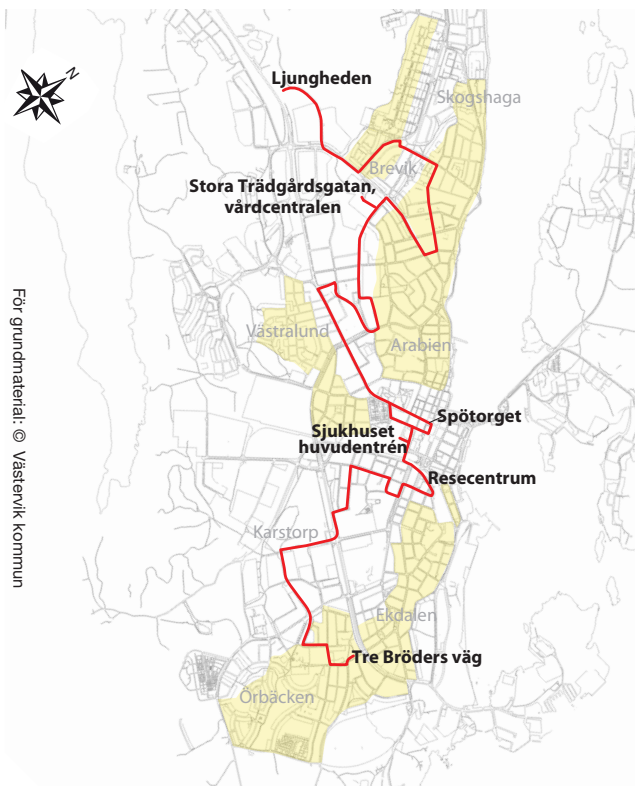 N
Ljungheden
Skogshaga
Brevik
Stora Trädgårdsgatan,
vårdcentralen
Västralund
Arabien
Spötorget
Sjukhuset
huvudentrén
Resecentrum
Karstorp
Ekdalen
Tre Bröders väg
Örbäcken
För grundmaterial: © Västervik kommun